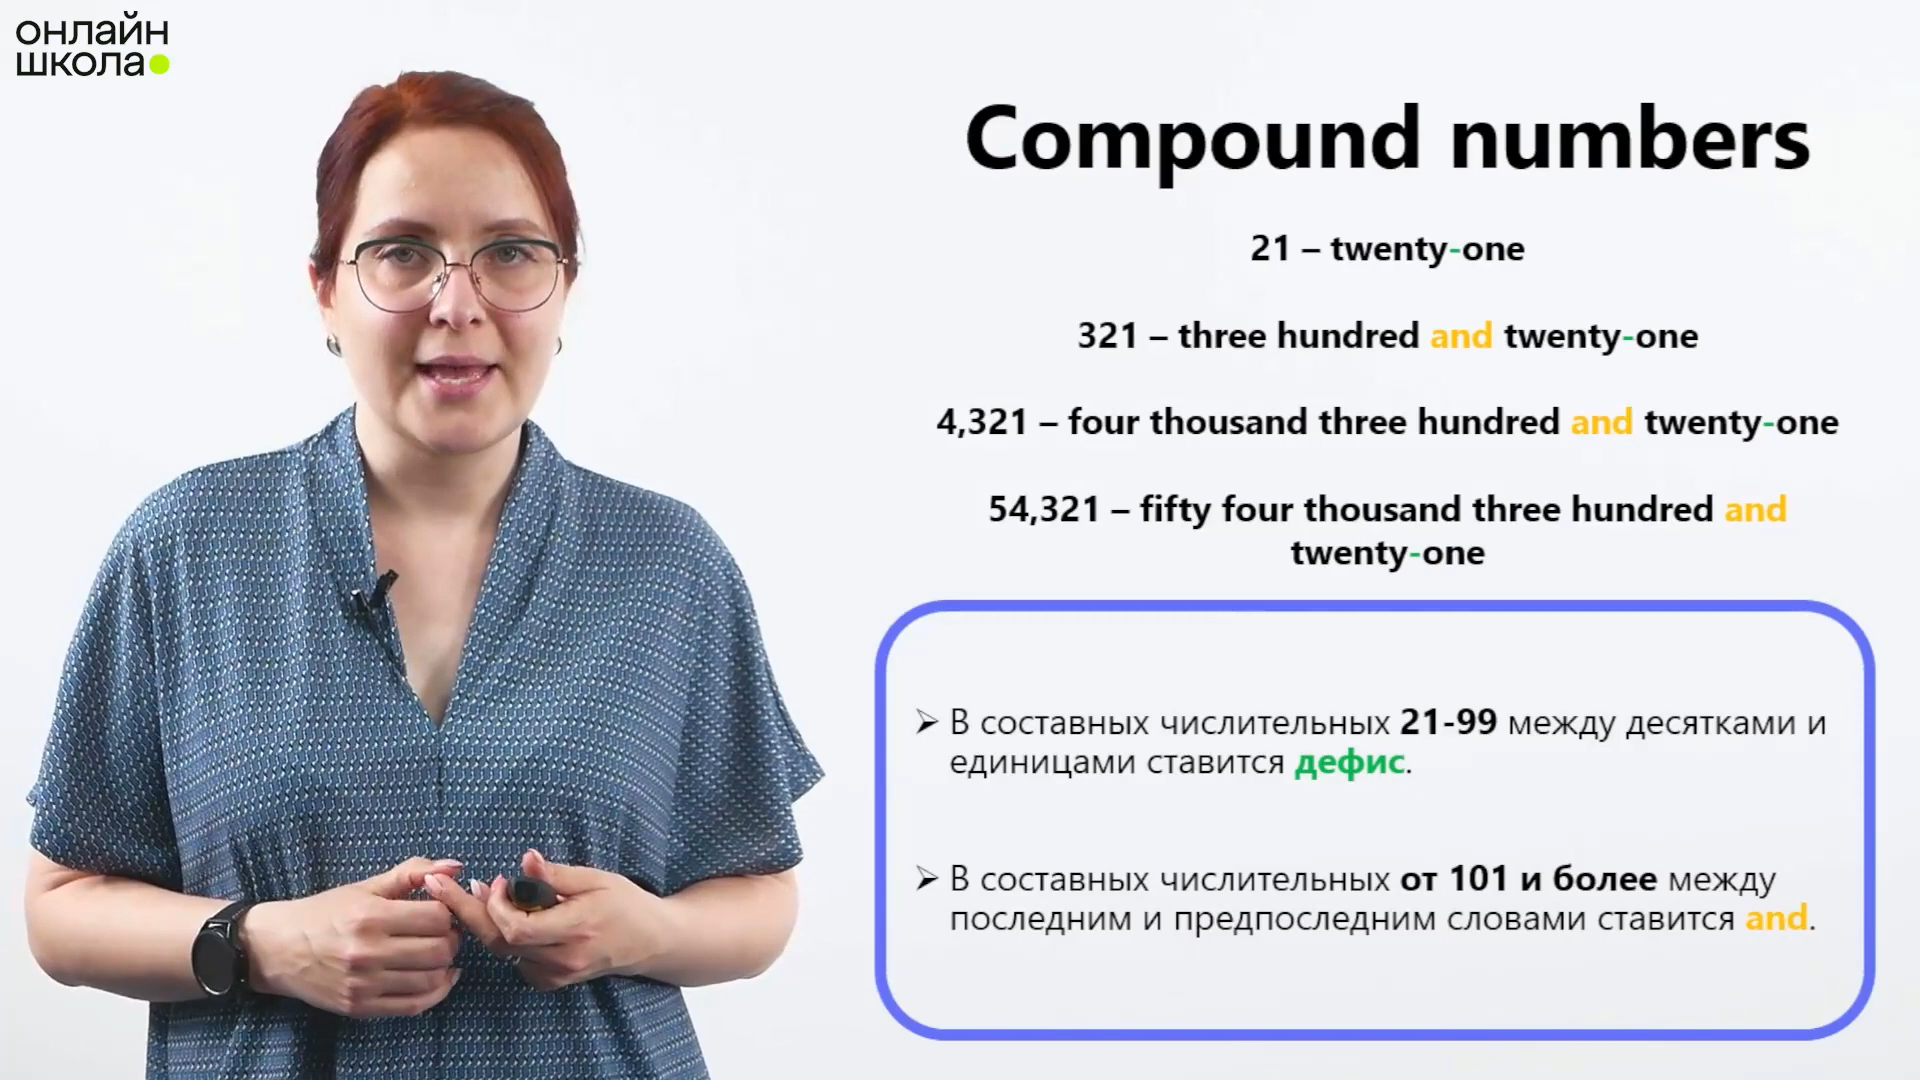 онлайн
школа
Compound numbers
21 – twenty-one
321 – three hundred and twenty-one
4,321 – four thousand three hundred and twenty-one
54,321 – fifty four thousand three hundred and
twenty-one
➢ В составных числительных 21-99 между десятками и
единицами ставится дефис.
➢ В составных числительных от 101 и более между
последним и предпоследним словами ставится and.